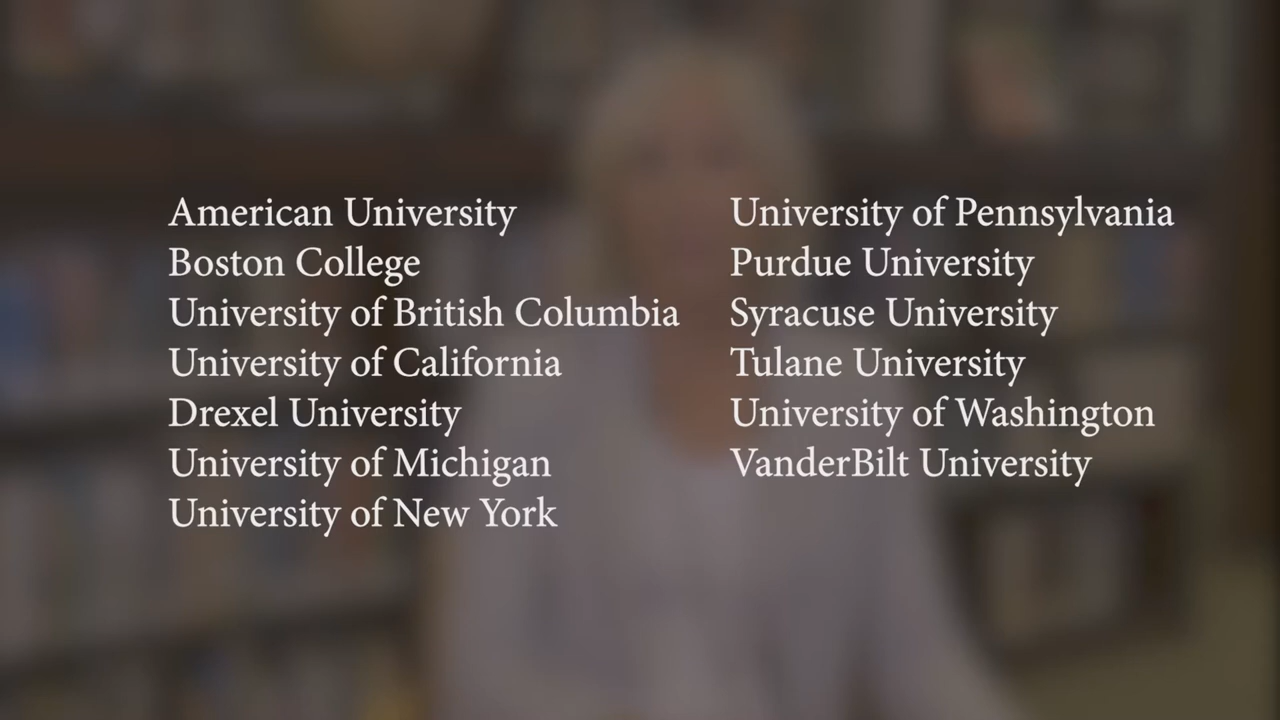 American University
Boston College
University of British Columbia
University of California
Drexel University
University of Michigan
University of New York
University of Pennsylvania
Purdue University
Syracuse University
Tulane University
University of Washington
VanderBilt University